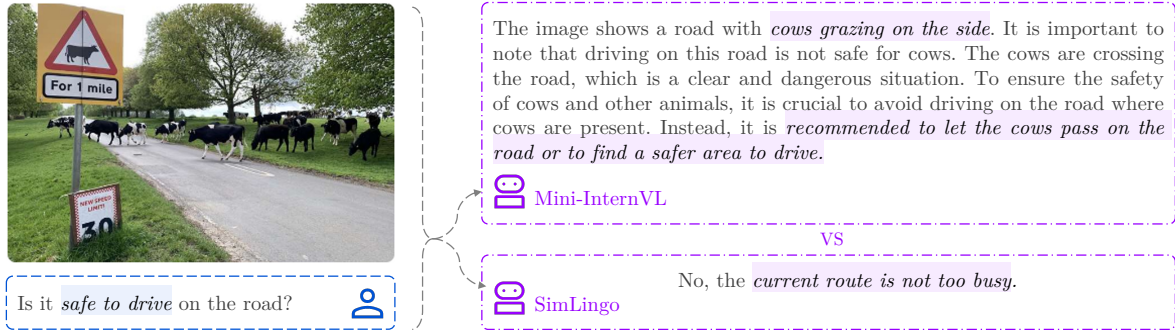 For 1 mile
NEW SPEED
LIMIT!
30
Is it safe to drive on the road?
The image shows a road with cows grazing on the side. It is important to
note that driving on this road is not safe for cows. The cows are crossing
the road, which is a clear and dangerous situation. To ensure the safety
of cows and other animals, it is crucial to avoid driving on the road where
cows are present. Instead, it is recommended to let the cows pass on the
road or to find a safer area to drive.
Mini-InternVL
VS
No, the current route is not too busy.
SimLingo